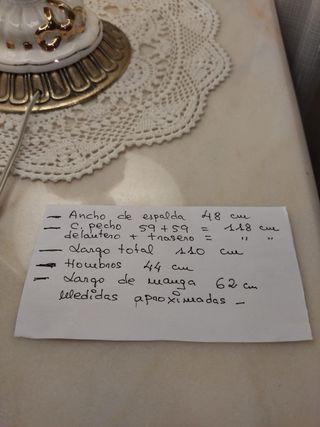 - Ancho de espalda 48 cm
- C. pecho 59 + 59 = 118 cm
delantero + trasero = " "
- Largo total 110 cm
- Hombros 44 cm
- Largo de manga 62 cm
Medidas aproximadas -